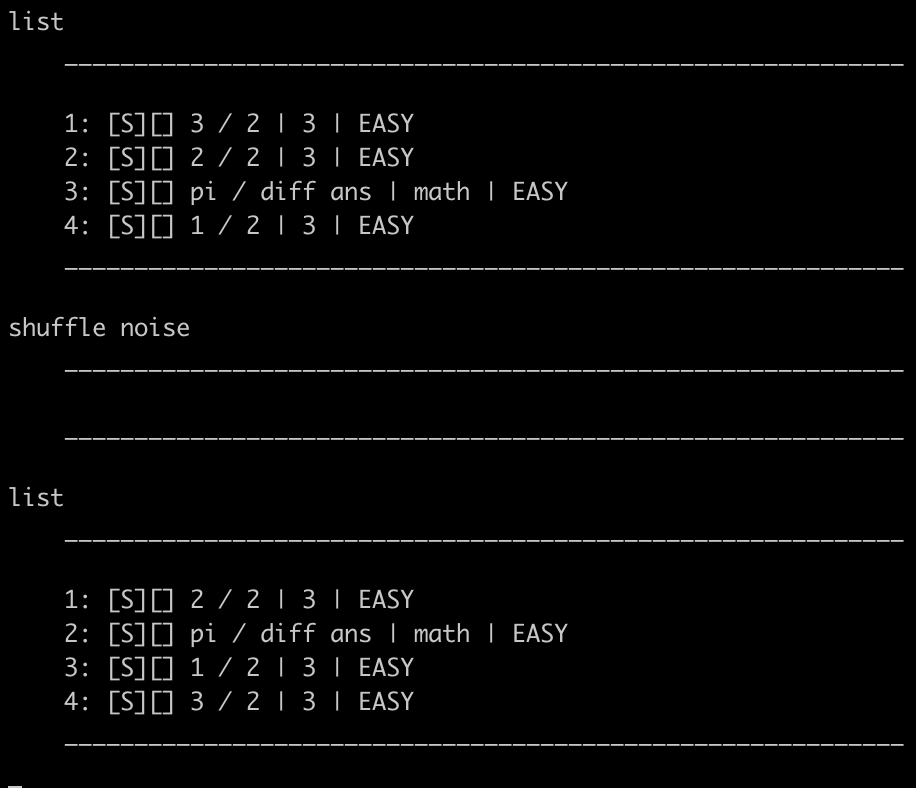 list
____________________________________________________________
1: [S][] 3 / 2 | 3 | EASY
2: [S][] 2 / 2 | 3 | EASY
3: [S][] pi / diff ans | math | EASY
4: [S][] 1 / 2 | 3 | EASY
____________________________________________________________
shuffle noise
____________________________________________________________
____________________________________________________________
list
____________________________________________________________
1: [S][] 2 / 2 | 3 | EASY
2: [S][] pi / diff ans | math | EASY
3: [S][] 1 / 2 | 3 | EASY
4: [S][] 3 / 2 | 3 | EASY
____________________________________________________________